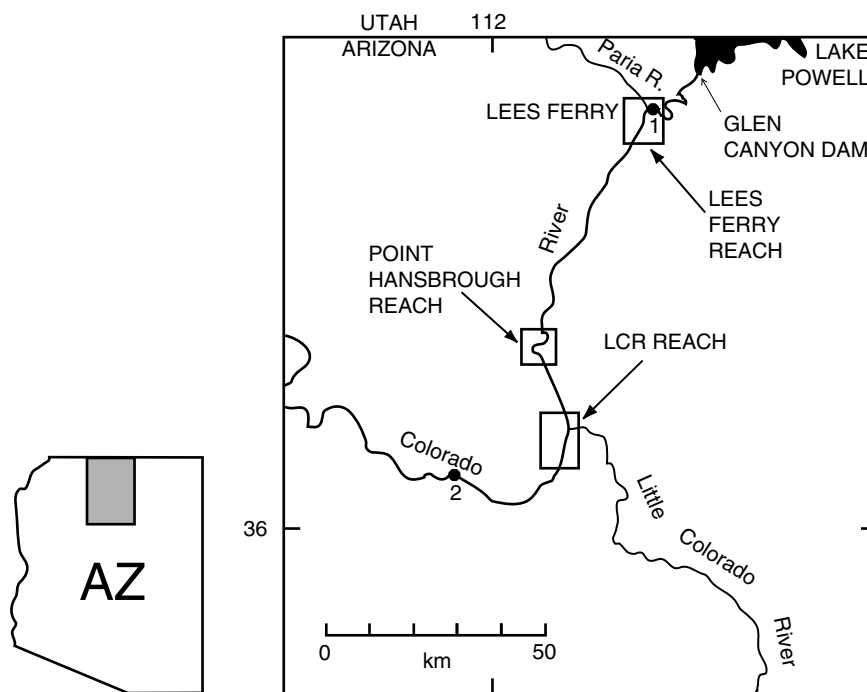 UTAH
ARIZONA
112
Paria R.
LAKE
POWELL
LEES FERRY
1
GLEN
CANYON DAM
LEES
FERRY
REACH
River
POINT
HANSBROUGH
REACH
LCR REACH
Colorado
2
Little
Colorado
River
36
AZ
0
50
km